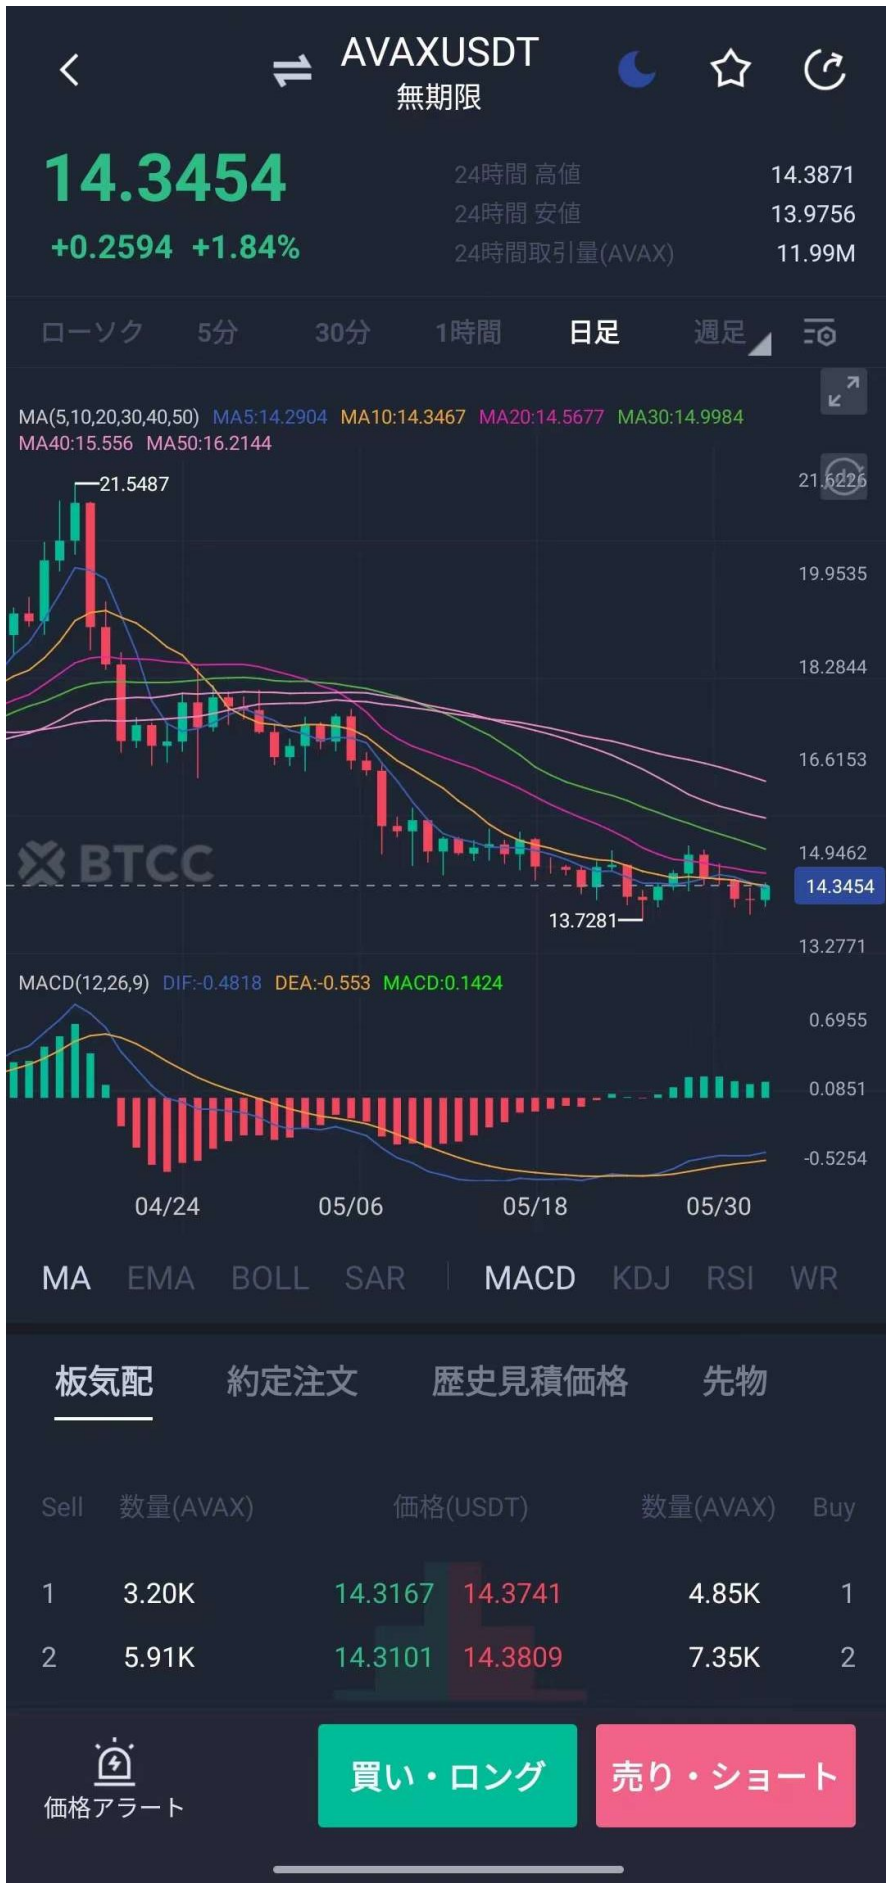 AVAXUSDT
無期限
14.3454
+0.2594 +1.84%
24時間 高値 14.3871
24時間 安値 13.9756
24時間取引量(AVAX) 11.99M
ローソク 5分 30分 1時間 日足 週足
MA(5,10,20,30,40,50) MA5:14.2904 MA10:14.3467 MA20:14.5677 MA30:14.9984
MA40:15.556 MA50:16.2144
21.5487
21.6226
19.9535
18.2844
16.6153
BTCC
14.9462
14.3454
13.7281
13.2771
MACD(12,26,9) DIF:-0.4818 DEA:-0.553 MACD:0.1424
0.6955
0.0851
-0.5254
04/24 05/06 05/18 05/30
MA EMA BOLL SAR MACD KDJ RSI WR
板気配 約定注文 歴史見積価格 先物
Sell 数量(AVAX) 価格(USDT) 数量(AVAX) Buy
1 3.20K 14.3167 14.3741 4.85K 1
2 5.91K 14.3101 14.3809 7.35K 2
価格アラート
買い・ロング
売り・ショート